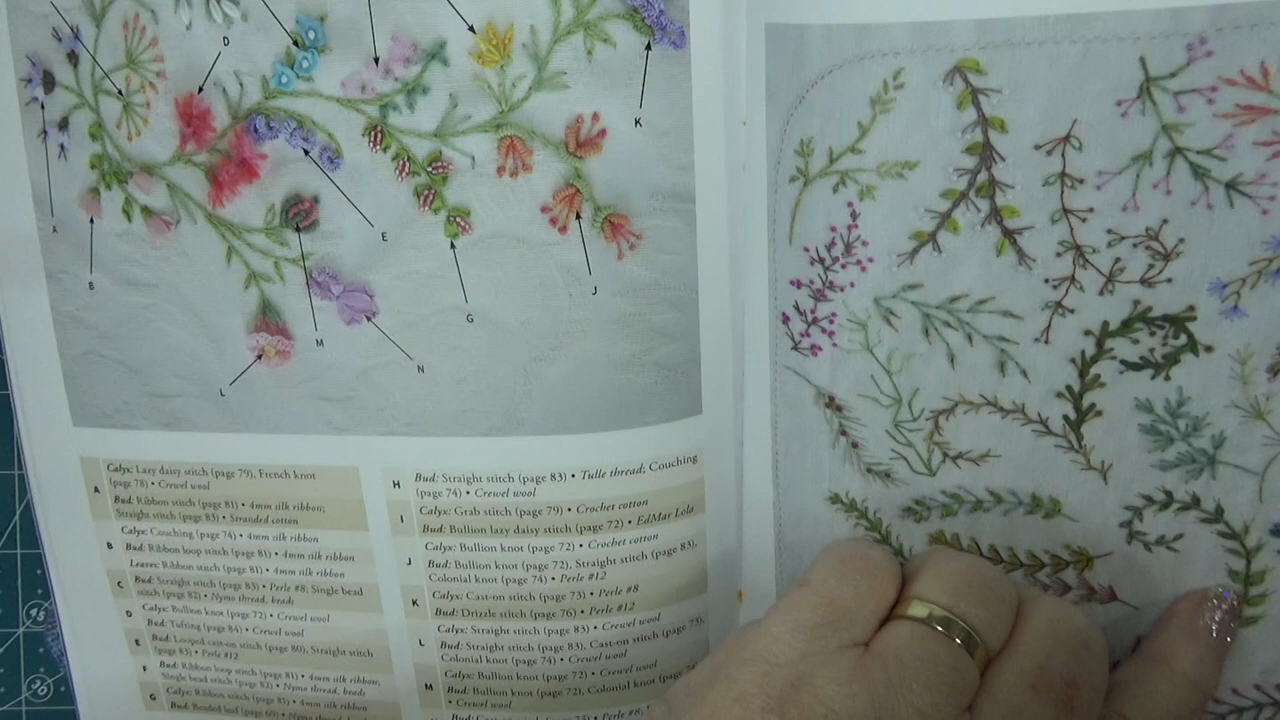 D
K
A
E
B
J
G
M
N
L
A
Calyx: Lazy daisy stitch (page 79), French knot
(page 78) • Crewel wool
Bud: Ribbon stitch (page 81) • 4mm silk ribbon;
Straight stitch (page 83) • Stranded cotton
B
Calyx: Couching (page 74) • 4mm silk ribbon
Bud: Ribbon loop stitch (page 81) • 4mm silk ribbon
Leaves: Ribbon stitch (page 81) • 4mm silk ribbon
C
Bud: Straight stitch (page 83) • Perle #8; Single bead
stitch (page 82) • Nymo thread, beads
D
Calyx: Bullion knot (page 72) • Crewel wool
Bud: Tufting (page 84) • Crewel wool
E
Bud: Looped cast-on stitch (page 80), Straight stitch
(page 83) • Perle #12
F
Bud: Ribbon loop stitch (page 81) • 4mm silk ribbon;
Single bead stitch (page 82) • Nymo thread, beads
G
Calyx: Ribbon stitch (page 81) • 4mm silk ribbon
Bud: Beaded bud (page 69) • Nymo thread,
H
Bud: Straight stitch (page 83) • Tulle thread; Couching
(page 74) • Crewel wool
I
Calyx: Grab stitch (page 79) • Crochet cotton
Bud: Bullion lazy daisy stitch (page 72) • EdMar Lola
J
Calyx: Bullion knot (page 72) • Crochet cotton
Bud: Bullion knot (page 72), Straight stitch (page 83),
Colonial knot (page 74) • Perle #12
K
Calyx: Cast-on stitch (page 73) • Perle #8
Bud: Drizzle stitch (page 76) • Perle #12
L
Calyx: Straight stitch (page 83) • Crewel wool
Bud: Straight stitch (page 83), Cast-on stitch (page 73),
Colonial knot (page 74) • Crewel wool
M
Calyx: Bullion knot (page 72) • Crewel wool
Bud: Bullion knot (page 72), Colonial knot (page
• Crewel wool